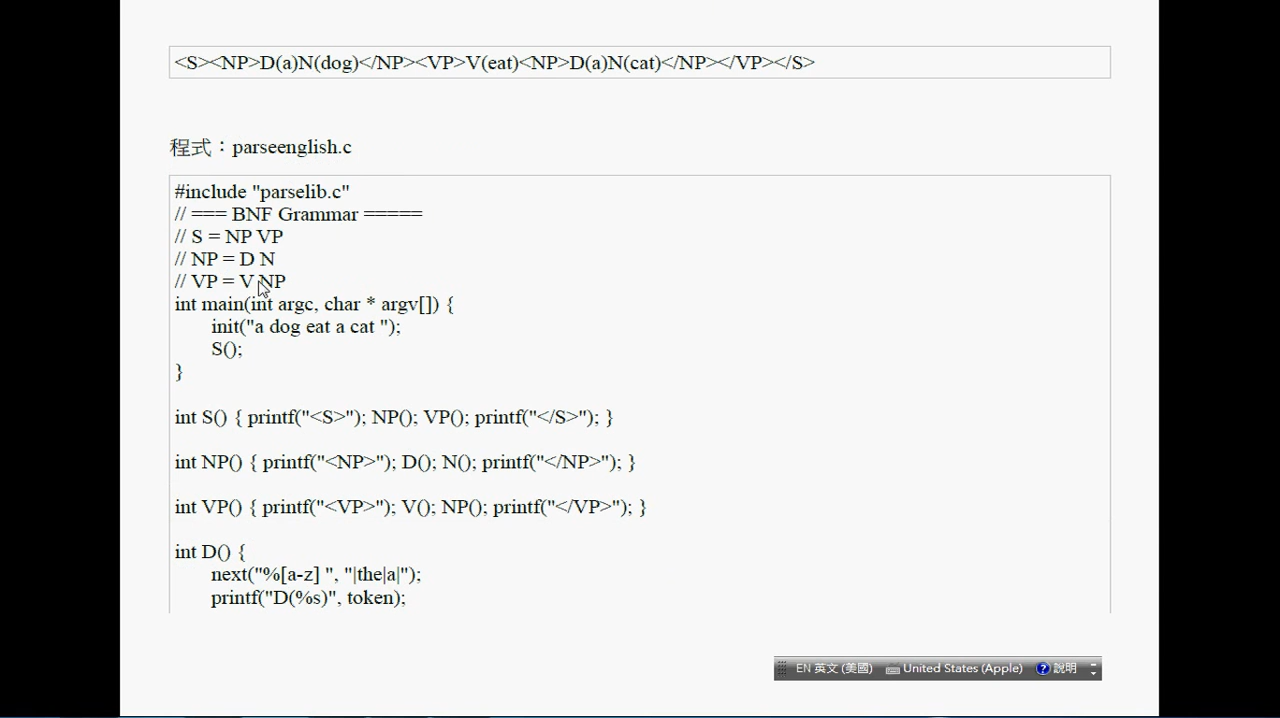 <S><NP>D(a)N(dog)</NP><VP>V(eat)<NP>D(a)N(cat)</NP></VP></S>
程式：parseenglish.c
#include "parselib.c"
// === BNF Grammar =====
// S = NP VP
// NP = D N
// VP = V NP
int main(int argc, char * argv[]) {
init("a dog eat a cat ");
S();
}
int S() { printf("<S>"); NP(); VP(); printf("</S>"); }
int NP() { printf("<NP>"); D(); N(); printf("</NP>"); }
int VP() { printf("<VP>"); V(); NP(); printf("</VP>"); }
int D() {
next("%[a-z] ", "|the|a|");
printf("D(%s)", token);
EN 英文 (美國) United States (Apple) 說明